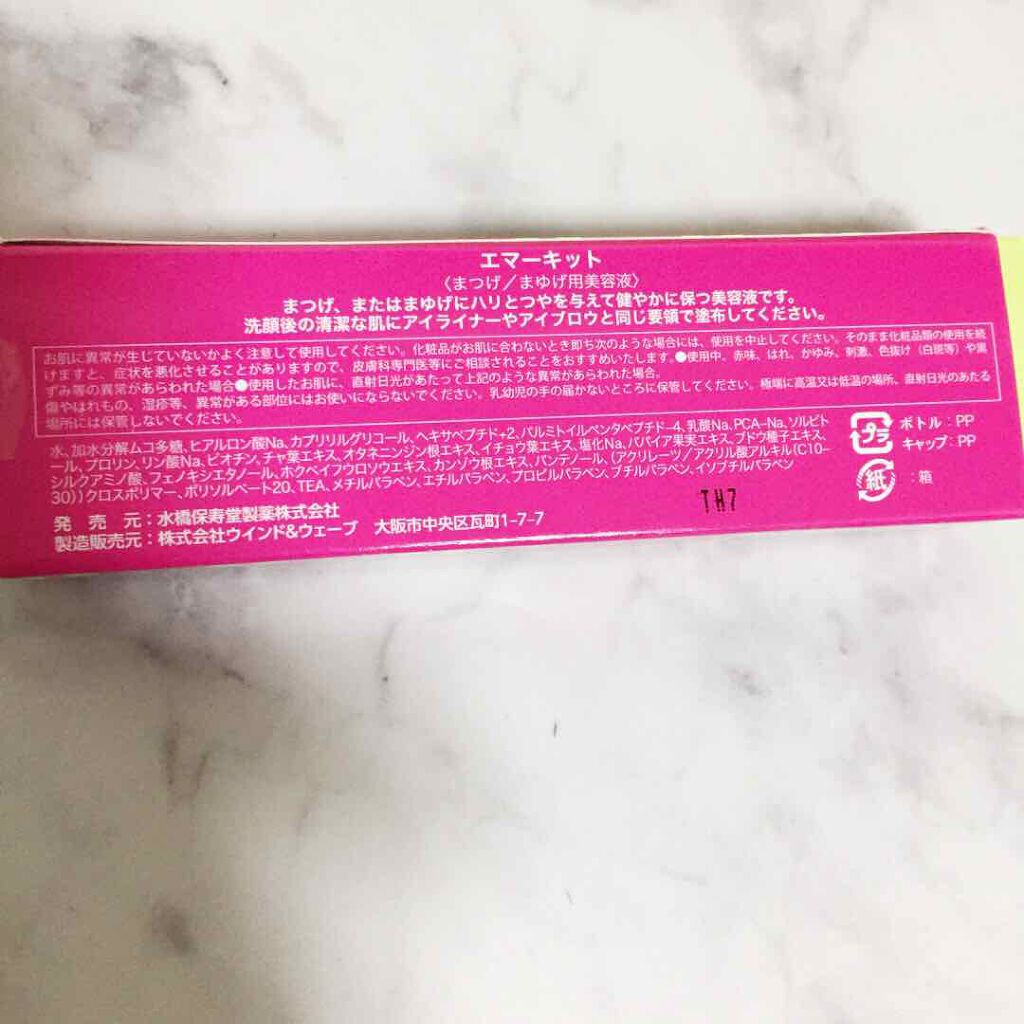 エマーキット
〈まつげ／まゆげ用美容液〉
まつげ、またはまゆげにハリとつやを与えて健やかに保つ美容液です。
洗顔後の清潔な肌にアイライナーやアイブロウと同じ要領で塗布してください。
お肌に異常が生じていないかよく注意して使用してください。化粧品がお肌に合わないとき即ち次のような場合には、使用を中止してください。そのまま化粧品類の使用を続
けますと、症状を悪化させることがありますので、皮膚科専門医等にご相談されることをおすすめいたします。●使用中、赤味、はれ、かゆみ、刺激、色抜け（白斑等）や黒
ずみ等の異常があらわれた場合●使用したお肌に、直射日光があたって上記のような異常があらわれた場合。
傷やはれもの、湿疹等、異常がある部位にはお使いにならないでください。乳幼児の手の届かないところに保管してください。極端に高温又は低温の場所、直射日光のあたる
場所には保管しないでください。
水、加水分解ムコ多糖、ヒアルロン酸Na、カプリリルグリコール、ヘキサペプチド+2、パルミトイルペンタペプチド-4、乳酸Na、PCA-Na、ソルビト
ール、プロリン、リン酸Na、ビオチン、チャ葉エキス、オタネニンジン根エキス、イチョウ葉エキス、塩化Na、パパイア果実エキス、ブドウ種子エキス、
シルクアミノ酸、フェノキシエタノール、ホクベイフウロソウエキス、カンゾウ根エキス、パンテノール、（アクリレーツ／アクリル酸アルキル（C10-
30））クロスポリマー、ポリソルベート20、TEA、メチルパラベン、エチルパラベン、プロピルパラベン、ブチルパラベン、イソブチルパラベン
発　売　元：水橋保寿堂製薬株式会社
製造販売元：株式会社ウインド&ウェーブ　大阪市中央区瓦町1-7-7
TH7
プラ
ボトル：PP
キャップ：PP
紙
：箱